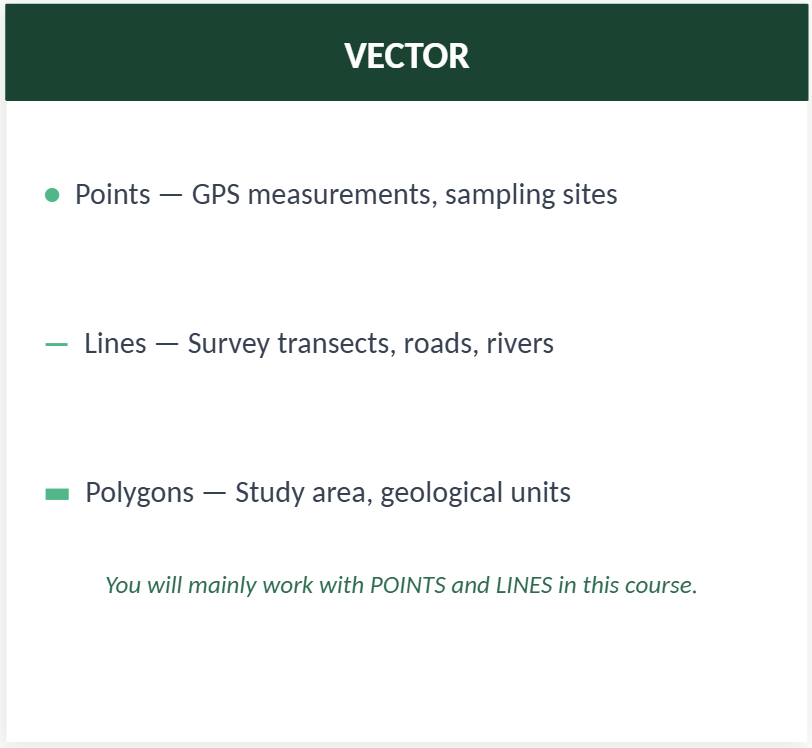 VECTOR
Points — GPS measurements, sampling sites
Lines — Survey transects, roads, rivers
Polygons — Study area, geological units
You will mainly work with POINTS and LINES in this course.